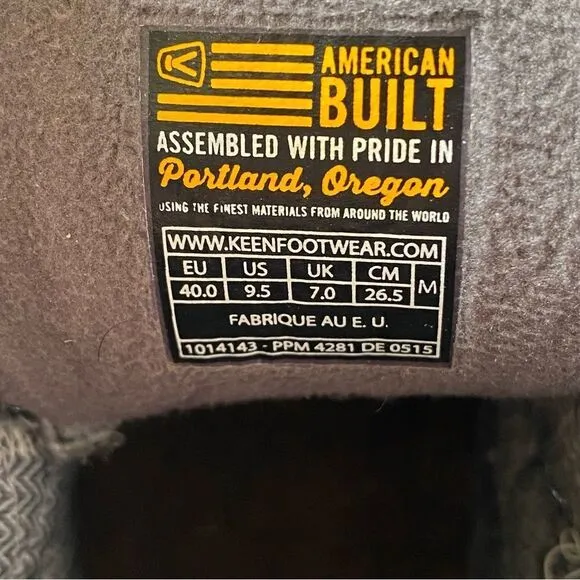 AMERICAN
BUILT
ASSEMBLED WITH PRIDE IN
Portland, Oregon
USING THE FINEST MATERIALS FROM AROUND THE WORLD
WWW.KEENFOOTWEAR.COM
EU US UK CM M
40.0 9.5 7.0 26.5
FABRIQUE AU E. U.
1014143 - PPM 4281 DE 0515